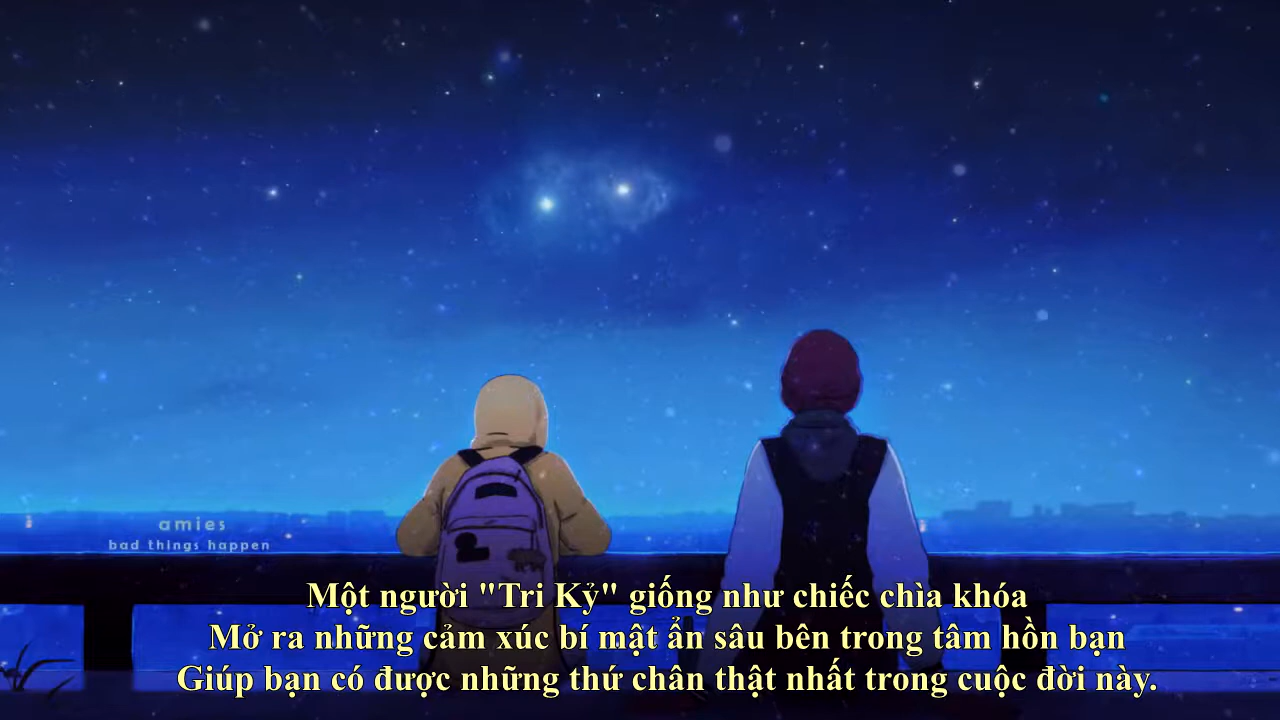 amies
bad things happen
Một người "Tri Kỷ" giống như chiếc chìa khóa
Mở ra những cảm xúc bí mật ẩn sâu bên trong tâm hồn bạn
Giúp bạn có được những thứ chân thật nhất trong cuộc đời này.